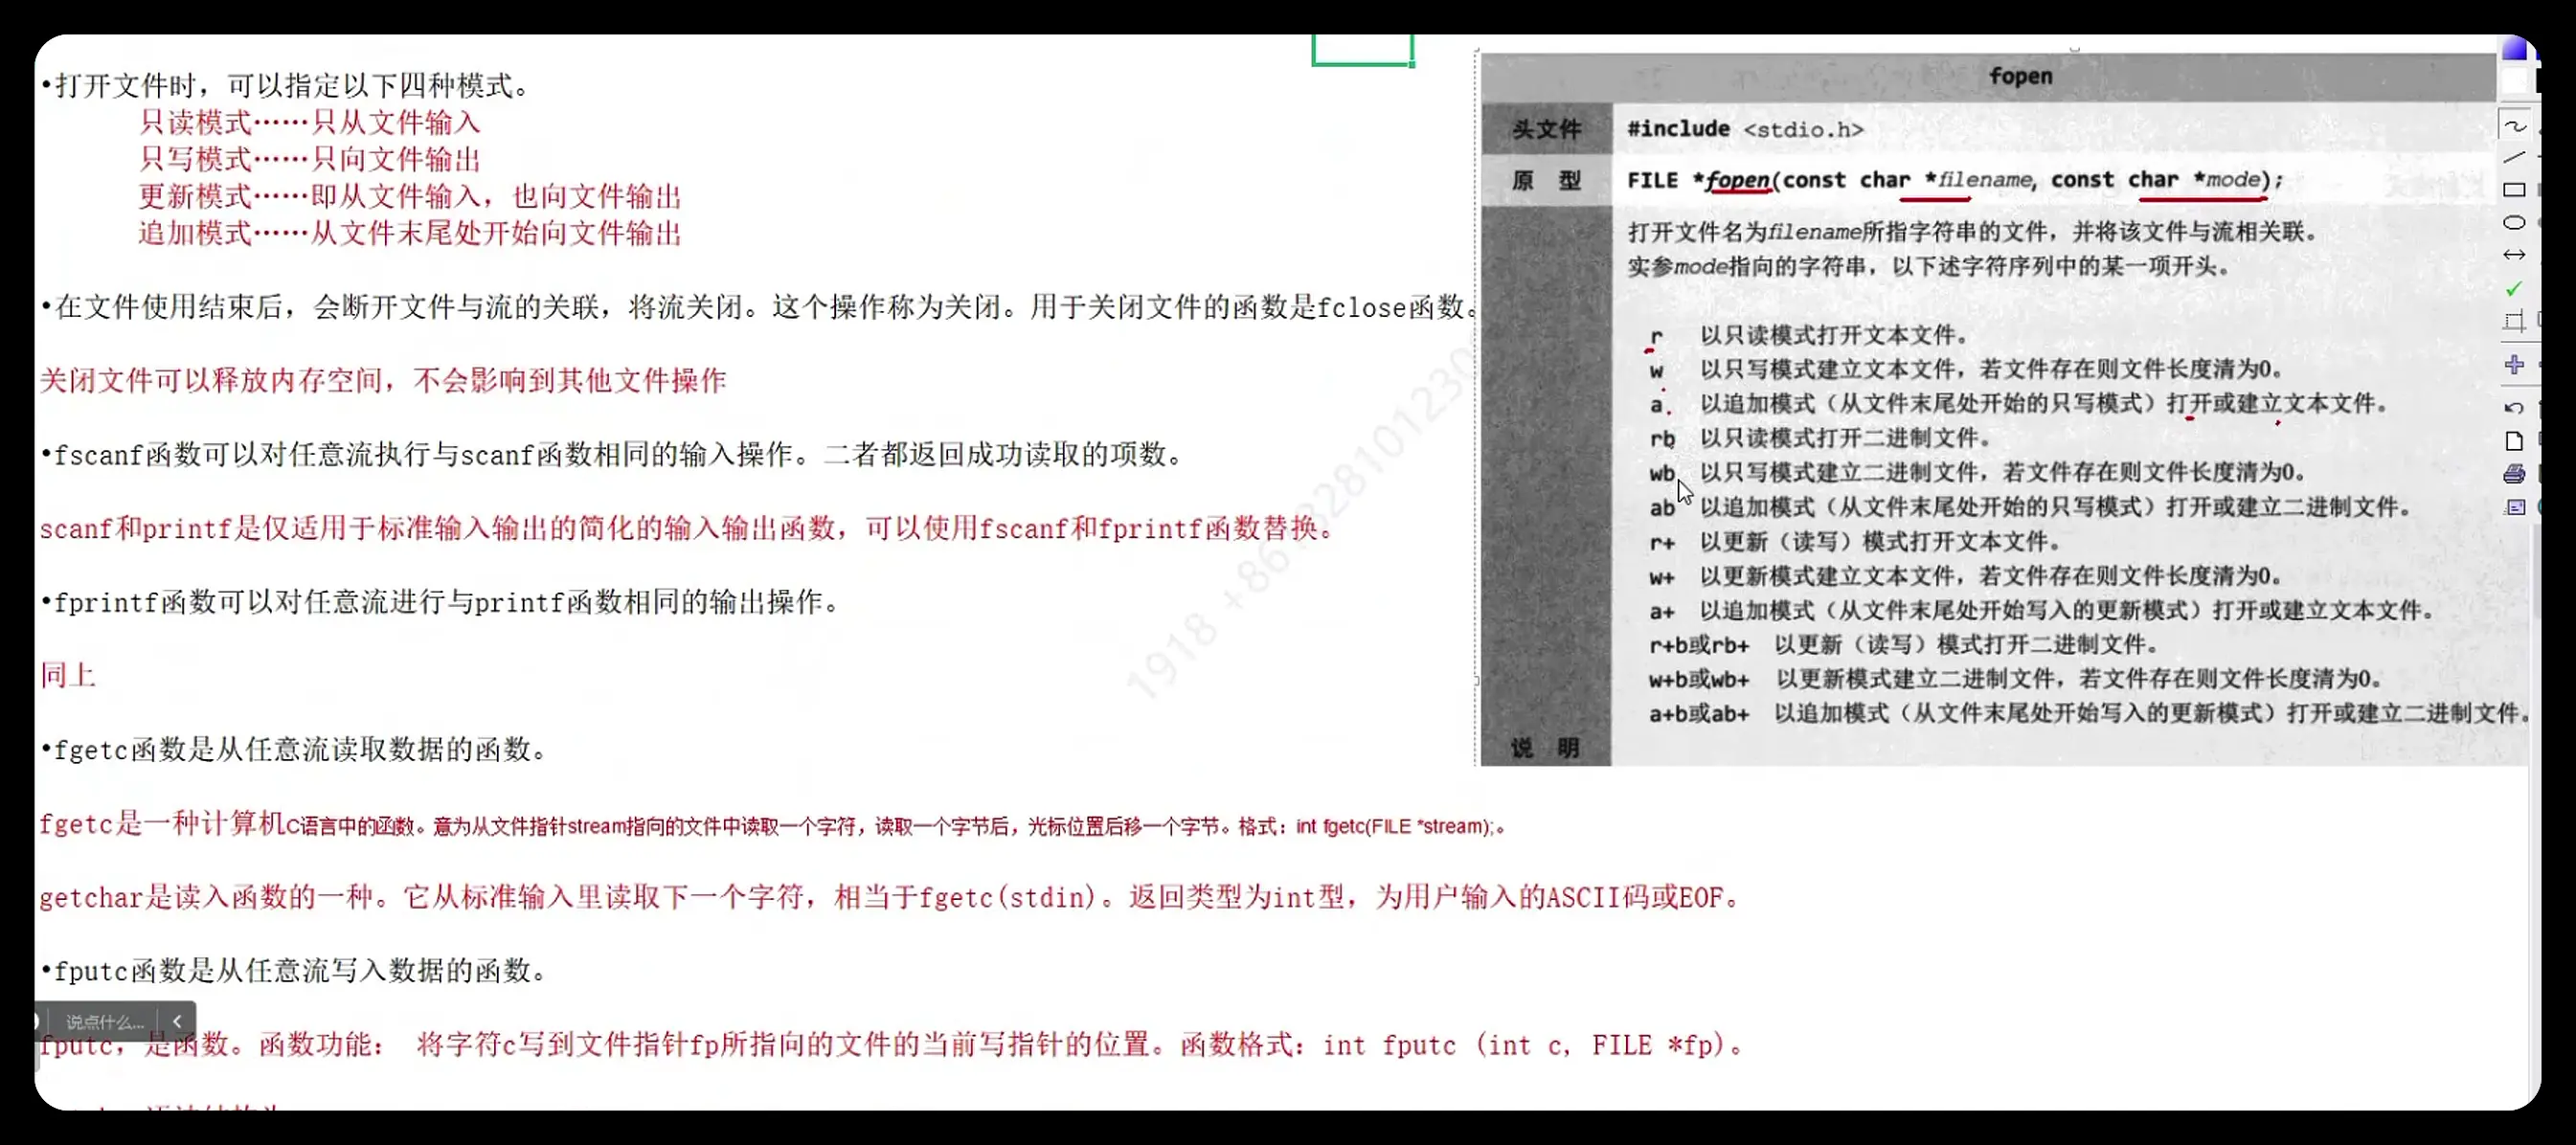 •打开文件时，可以指定以下四种模式。
只读模式……只从文件输入
只写模式……只向文件输出
更新模式……即从文件输入，也向文件输出
追加模式……从文件末尾处开始向文件输出
•在文件使用结束后，会断开文件与流的关联，将流关闭。这个操作称为关闭。用于关闭文件的函数是fclose函数。
关闭文件可以释放内存空间，不会影响到其他文件操作
•fscanf函数可以对任意流执行与scanf函数相同的输入操作。二者都返回成功读取的项数。
scanf和printf是仅适用于标准输入输出的简化的输入输出函数，可以使用fscanf和fprintf函数替换。
•fprintf函数可以对任意流进行与printf函数相同的输出操作。
同上
•fgetc函数是从任意流读取数据的函数。
fgetc是一种计算机C语言中的函数。意为从文件指针stream指向的文件中读取一个字符，读取一个字节后，光标位置后移一个字节。格式：int fgetc(FILE *stream);。
getchar是读入函数的一种。它从标准输入里读取下一个字符，相当于fgetc(stdin)。返回类型为int型，为用户输入的ASCII码或EOF。
•fputc函数是从任意流写入数据的函数。
说点什么...
fputc，是函数。函数功能： 将字符c写到文件指针fp所指向的文件的当前写指针的位置。函数格式：int fputc (int c, FILE *fp)。
fopen
头文件 #include <stdio.h>
原 型 FILE *fopen(const char *filename, const char *mode);
打开文件名为filename所指字符串的文件，并将该文件与流相关联。
实参mode指向的字符串，以下述字符序列中的某一项开头。
r 以只读模式打开文本文件。
w 以只写模式建立文本文件，若文件存在则文件长度清为0。
a 以追加模式（从文件末尾处开始的只写模式）打开或建立文本文件。
rb 以只读模式打开二进制文件。
wb 以只写模式建立二进制文件，若文件存在则文件长度清为0。
ab 以追加模式（从文件末尾处开始的只写模式）打开或建立二进制文件。
r+ 以更新（读写）模式打开文本文件。
w+ 以更新模式建立文本文件，若文件存在则文件长度清为0。
a+ 以追加模式（从文件末尾处开始写入的更新模式）打开或建立文本文件。
r+b或rb+ 以更新（读写）模式打开二进制文件。
w+b或wb+ 以更新模式建立二进制文件，若文件存在则文件长度清为0。
a+b或ab+ 以追加模式（从文件末尾处开始写入的更新模式）打开或建立二进制文件。
说 明